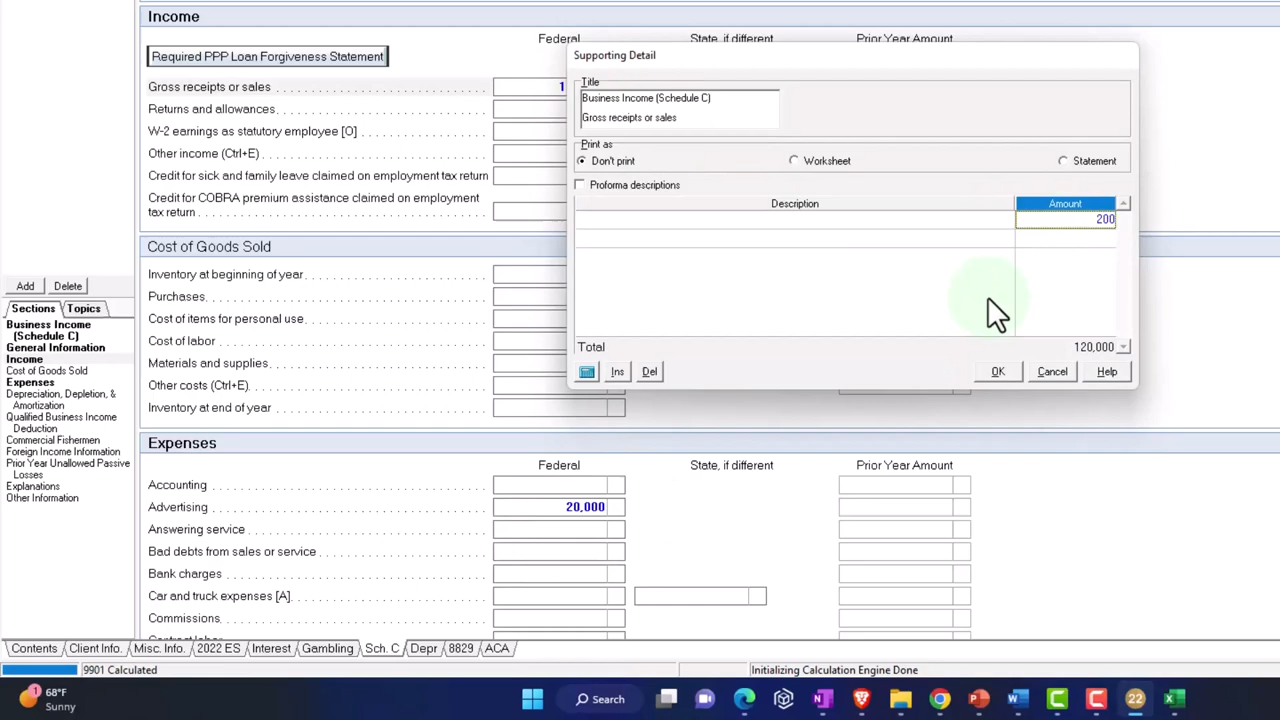 Income
Federal
State, if different
Prior Year Amount
Required PPP Loan Forgiveness Statement
Gross receipts or sales
1
Returns and allowances
W-2 earnings as statutory employee [O]
Other income (Ctrl+E)
Credit for sick and family leave claimed on employment tax return
Credit for COBRA premium assistance claimed on employment
tax return
Supporting Detail
Title
Business Income (Schedule C)
Gross receipts or sales
Print as
Don't print
Worksheet
Statement
Proforma descriptions
Description
Amount
200
Total
120,000
Ins
Del
OK
Cancel
Help
Cost of Goods Sold
Inventory at beginning of year
Purchases
Cost of items for personal use
Cost of labor
Materials and supplies
Other costs (Ctrl+E)
Inventory at end of year
Expenses
Federal
State, if different
Prior Year Amount
Accounting
Advertising
20,000
Answering service
Bad debts from sales or service
Bank charges
Car and truck expenses [A]
Commissions
Add
Delete
Sections
Topics
Business Income
(Schedule C)
General Information
Income
Cost of Goods Sold
Expenses
Depreciation, Depletion, &
Amortization
Qualified Business Income
Deduction
Commercial Fishermen
Foreign Income Information
Prior Year Unallowed Passive
Losses
Explanations
Other Information
Contents
Client Info.
Misc. Info.
2022 ES
Interest
Gambling
Sch. C
Depr
8829
ACA
9901 Calculated
Initializing Calculation Engine Done
1
68°F
Sunny
Search
22